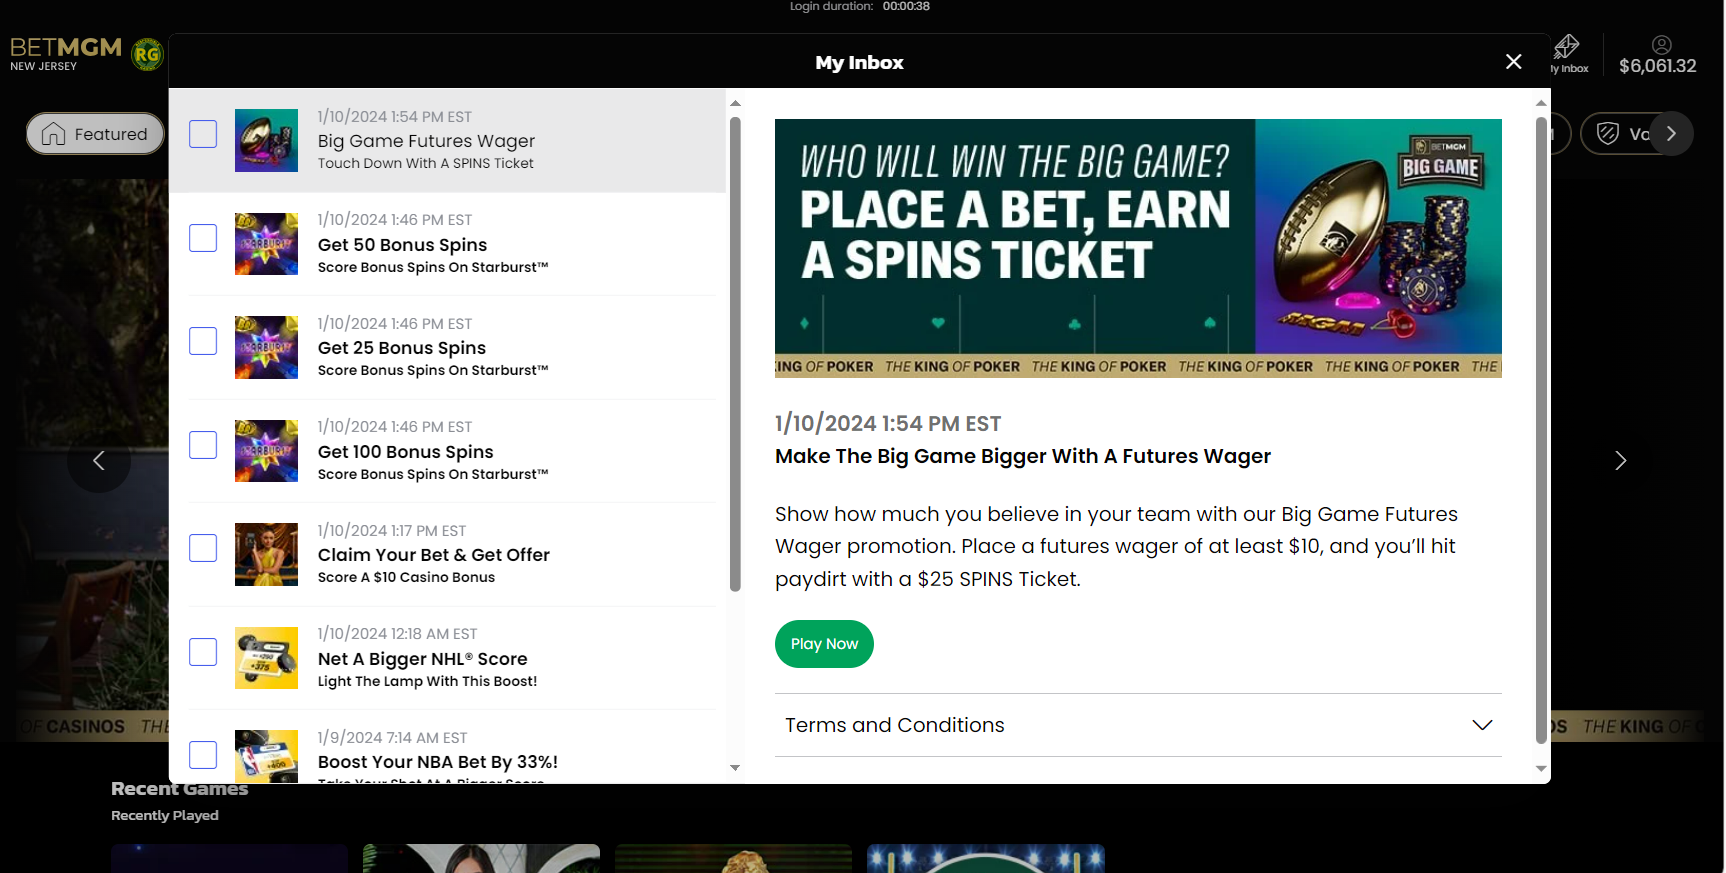 Login duration: 00:00:38
BETMGM
NEW JERSEY
RG
My Inbox
My Inbox
$6,061.32
Featured
1/10/2024 1:54 PM EST
Big Game Futures Wager
Touch Down With A SPINS Ticket
1/10/2024 1:46 PM EST
Get 50 Bonus Spins
Score Bonus Spins On Starburst™
1/10/2024 1:46 PM EST
Get 25 Bonus Spins
Score Bonus Spins On Starburst™
1/10/2024 1:46 PM EST
Get 100 Bonus Spins
Score Bonus Spins On Starburst™
1/10/2024 1:17 PM EST
Claim Your Bet & Get Offer
Score A $10 Casino Bonus
1/10/2024 12:18 AM EST
Net A Bigger NHL® Score
Light The Lamp With This Boost!
1/9/2024 7:14 AM EST
Boost Your NBA Bet By 33%!
Take Your Shot At A Bigger Score
WHO WILL WIN THE BIG GAME?
PLACE A BET, EARN
A SPINS TICKET
BETMGM
BIG GAME
MGM
KING OF POKER THE KING OF POKER THE KING OF POKER THE KING OF POKER THE KING OF POKER THE
1/10/2024 1:54 PM EST
Make The Big Game Bigger With A Futures Wager
Show how much you believe in your team with our Big Game Futures
Wager promotion. Place a futures wager of at least $10, and you’ll hit
paydirt with a $25 SPINS Ticket.
Play Now
Terms and Conditions
OF CASINOS THE
THE KING OF
Recent Games
Recently Played